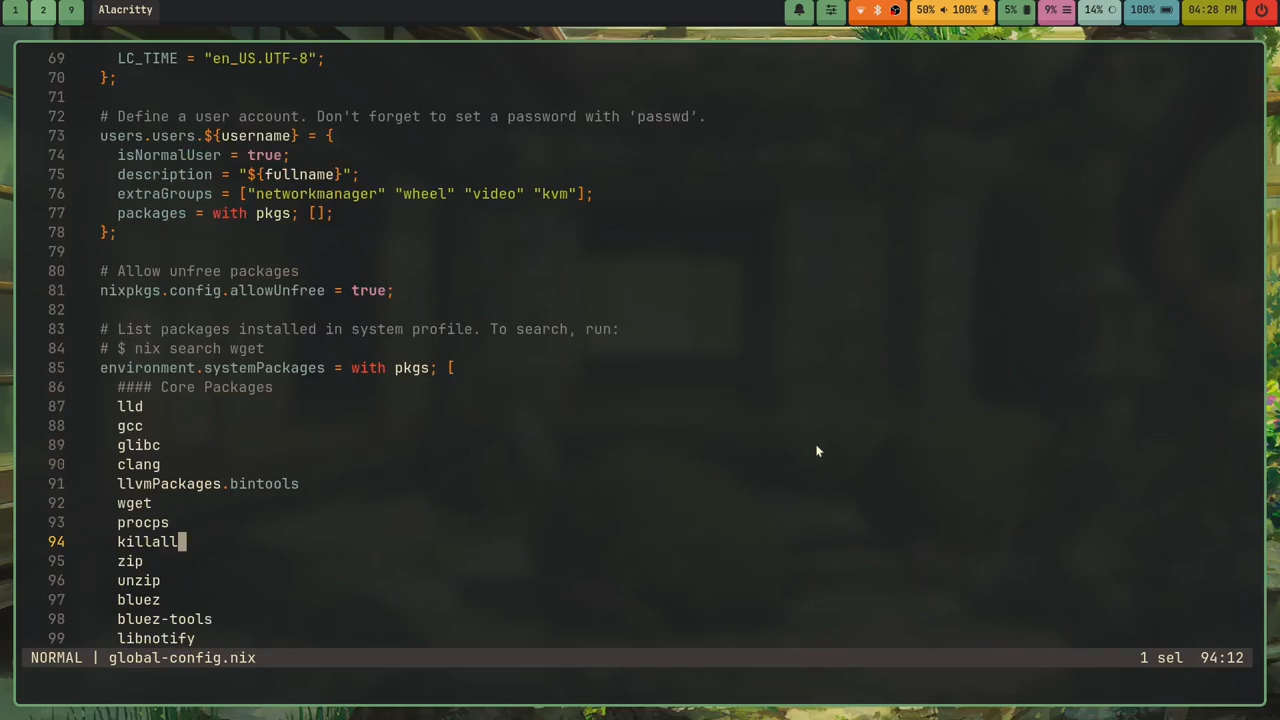 1 2 9 Alacritty 50% 100% 5% 9% 14% 100% 04:28 PM
69 LC_TIME = "en_US.UTF-8";
70 };
71
72 # Define a user account. Don't forget to set a password with 'passwd'.
73 users.users.${username} = {
74 isNormalUser = true;
75 description = "${fullname}";
76 extraGroups = ["networkmanager" "wheel" "video" "kvm"];
77 packages = with pkgs; [];
78 };
79
80 # Allow unfree packages
81 nixpkgs.config.allowUnfree = true;
82
83 # List packages installed in system profile. To search, run:
84 # $ nix search wget
85 environment.systemPackages = with pkgs; [
86 #### Core Packages
87 lld
88 gcc
89 glibc
90 clang
91 llvmPackages.bintools
92 wget
93 procps
94 killall
95 zip
96 unzip
97 bluez
98 bluez-tools
99 libnotify
NORMAL | global-config.nix 1 sel 94:12